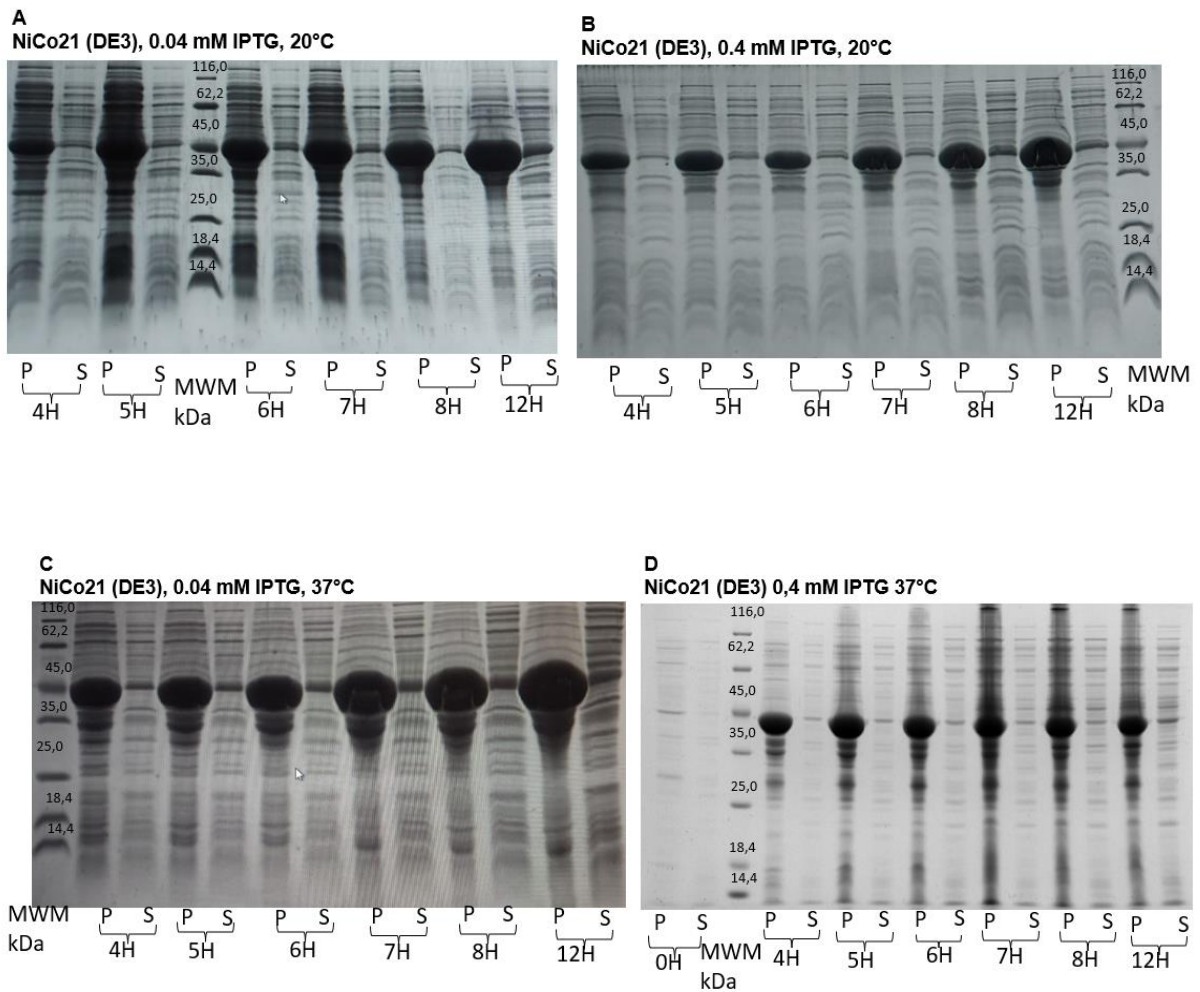 A
NiCo21 (DE3), 0.04 mM IPTG, 20°C
116,0
62,2
45,0
35,0
25,0
18,4
14,4
P S P S P S P S P S P S
4H 5H MWM 6H 7H 8H 12H
kDa
B
NiCo21 (DE3), 0.4 mM IPTG, 20°C
116,0
62,2
45,0
35,0
25,0
18,4
14,4
P S P S P S P S P S P S MWM
4H 5H 6H 7H 8H 12H kDa
C
NiCo21 (DE3), 0.04 mM IPTG, 37°C
116,0
62,2
45,0
35,0
25,0
18,4
14,4
MWM P S P S P S P S P S P S
kDa 4H 5H 6H 7H 8H 12H
D
NiCo21 (DE3) 0,4 mM IPTG 37°C
116,0
62,2
45,0
35,0
25,0
18,4
14,4
P S P S P S P S P S P S P S
0H MWM 4H 5H 6H 7H 8H 12H
kDa